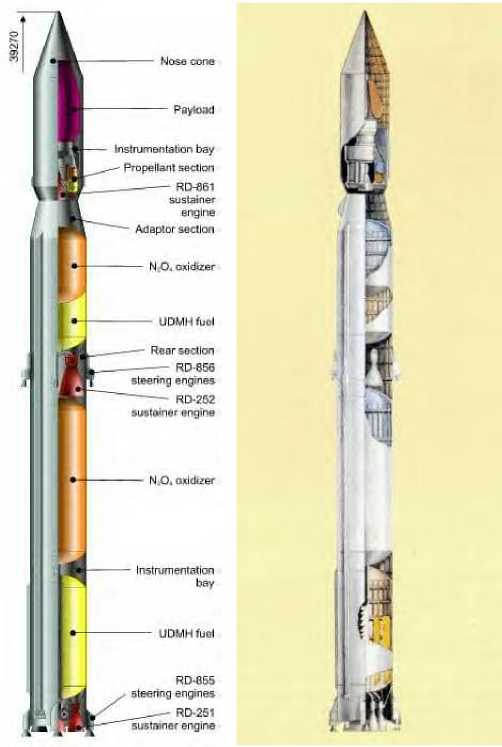 39270
Nose cone
Payload
Instrumentation bay
Propellant section
RD-861
sustainer
engine
Adaptor section
N₂O₄ oxidizer
UDMH fuel
Rear section
RD-856
steering engines
RD-252
sustainer engine
N₂O₄ oxidizer
Instrumentation
bay
UDMH fuel
RD-855
steering engines
RD-251
sustainer engine